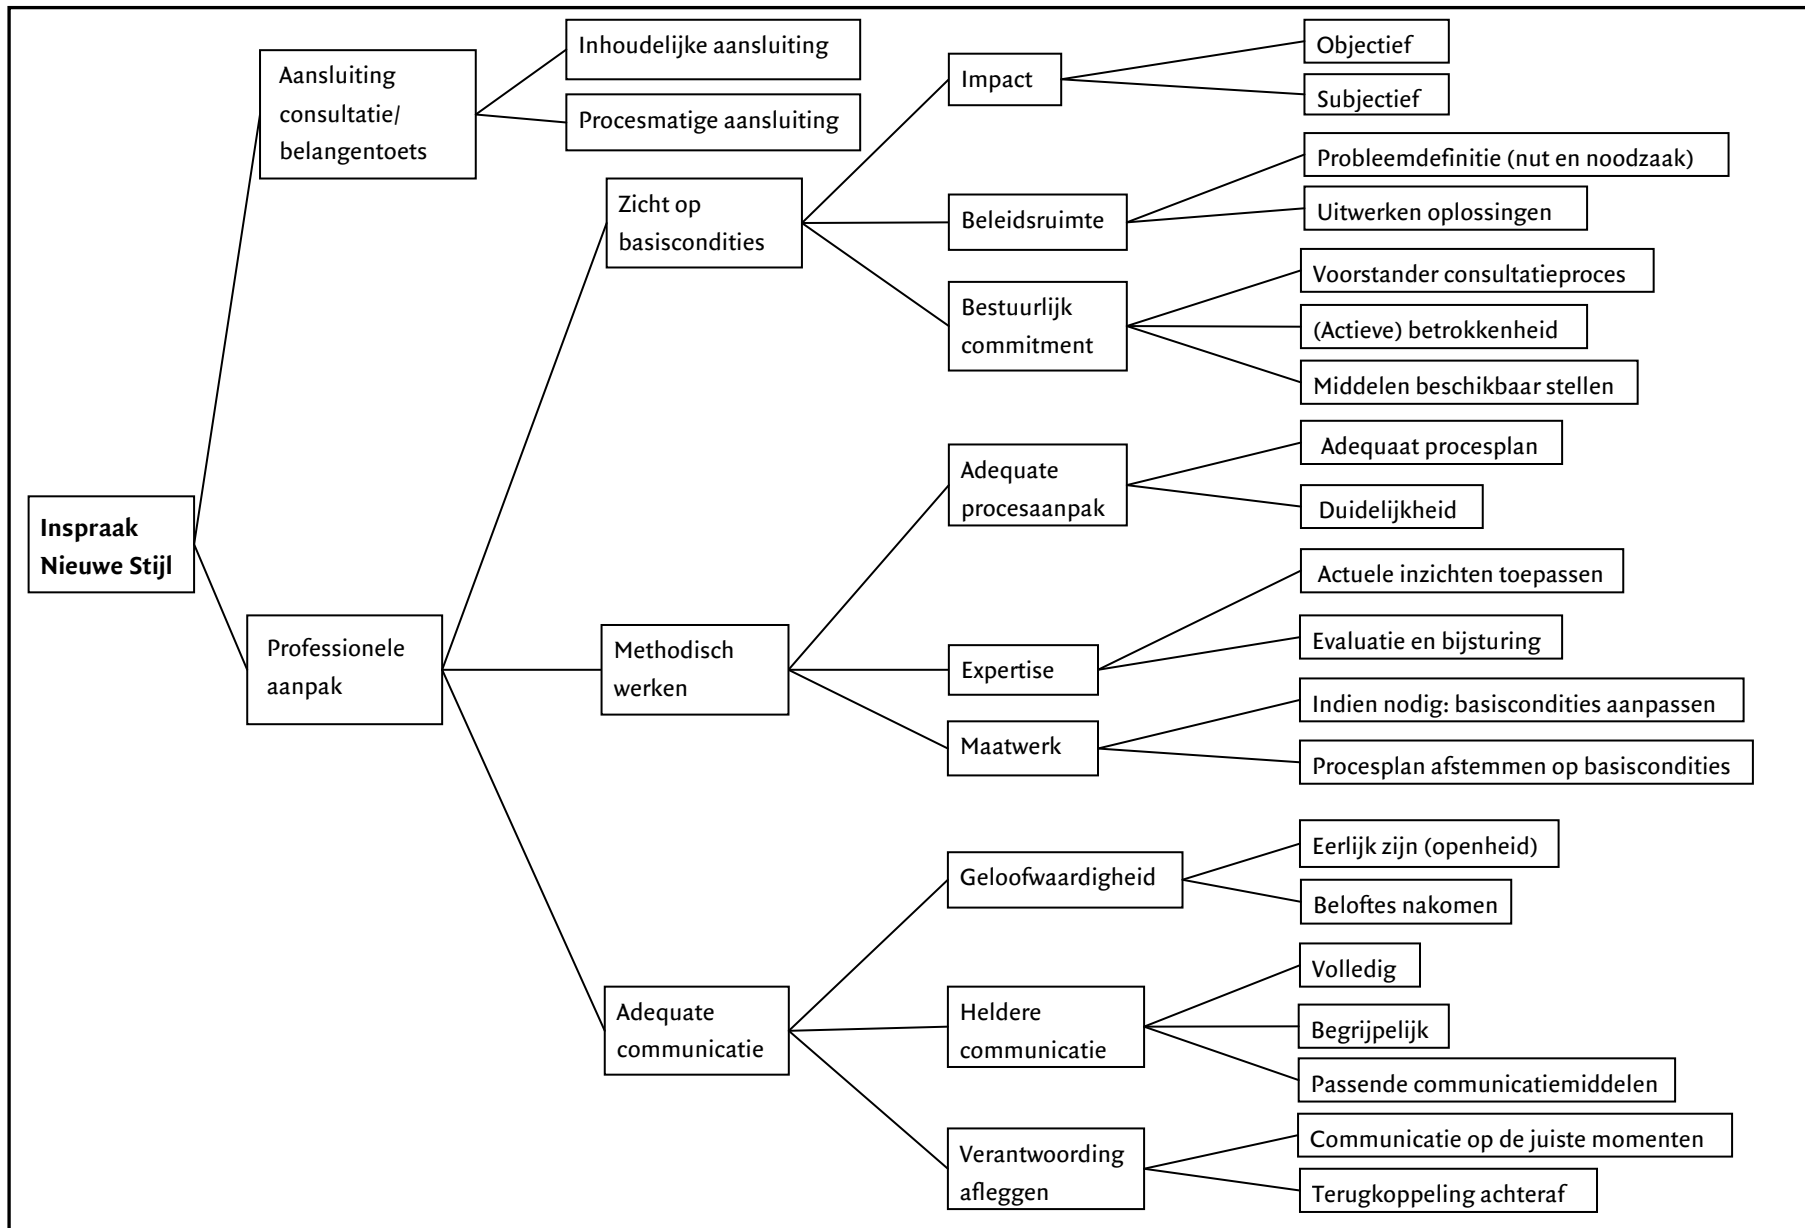 Inspraak
Nieuwe Stijl
Aansluiting
consultatie/
belangentoets
Inhoudelijke aansluiting
Procesmatige aansluiting
Professionele
aanpak
Zicht op
basiscondities
Impact
Objectief
Subjectief
Beleidsruimte
Probleemdefinitie (nut en noodzaak)
Uitwerken oplossingen
Bestuurlijk
commitment
Voorstander consultatieproces
(Actieve) betrokkenheid
Middelen beschikbaar stellen
Methodisch
werken
Adequate
procesaanpak
Adequaat procesplan
Duidelijkheid
Expertise
Actuele inzichten toepassen
Evaluatie en bijsturing
Maatwerk
Indien nodig: basiscondities aanpassen
Procesplan afstemmen op basiscondities
Adequate
communicatie
Geloofwaardigheid
Eerlijk zijn (openheid)
Beloftes nakomen
Heldere
communicatie
Volledig
Begrijpelijk
Passende communicatiemiddelen
Verantwoording
afleggen
Communicatie op de juiste momenten
Terugkoppeling achteraf